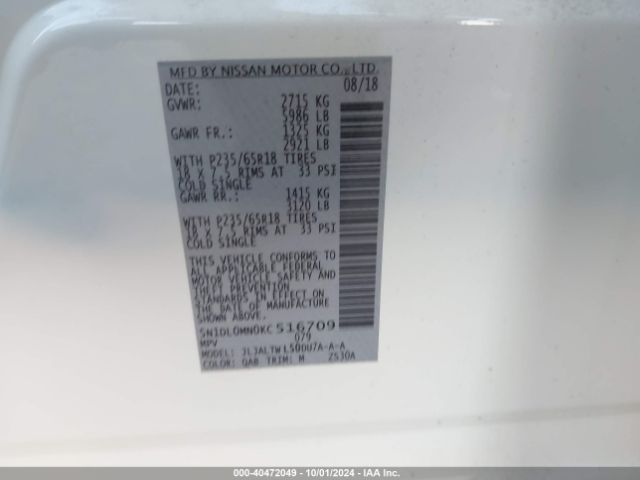 MFD BY NISSAN MOTOR CO.,LTD.
DATE: 08/18
GVWR: 2715 KG
5986 LB
GAWR FR.: 1325 KG
2921 LB
WITH P235/65R18 TIRES
18 X 7.5 RIMS AT 33 PSI
COLD SINGLE
GAWR RR.: 1415 KG
3120 LB
WITH P235/65R18 TIRES
18 X 7.5 RIMS AT 33 PSI
COLD SINGLE
THIS VEHICLE CONFORMS TO
ALL APPLICABLE FEDERAL
MOTOR VEHICLE SAFETY AND
THEFT PREVENTION
STANDARDS IN EFFECT ON
THE DATE OF MANUFACTURE
SHOWN ABOVE.
5N1DL0MN0KC516709
MPV 079
MODEL: JLJALTWL50DU7A-A-A
COLOR: QAB TRIM: M Z530A
000-40472049 - 10/01/2024 - IAA Inc.